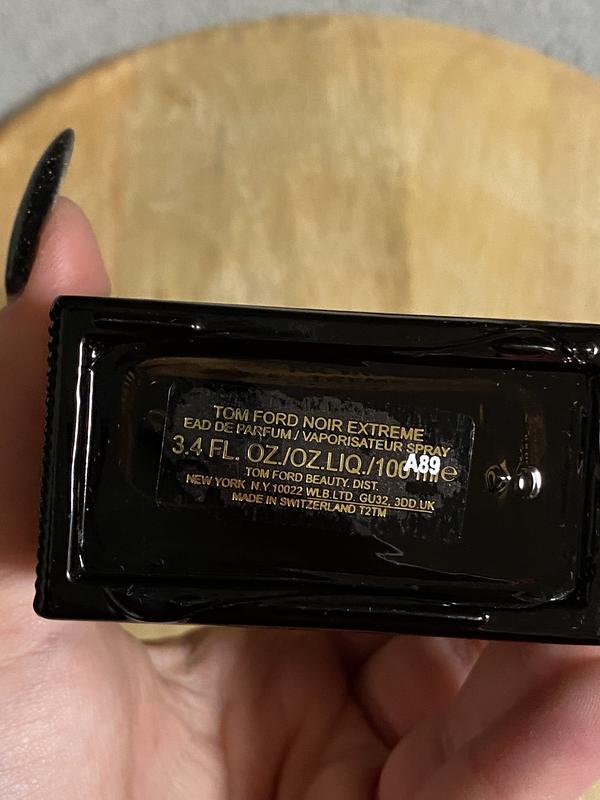 TOM FORD NOIR EXTREME
EAD DE PARFUM / VAPORISATEUR SPRAY
3.4 FL. OZ./OZ.LIQ./100 ml e
A89
TOM FORD BEAUTY. DIST.
NEW YORK N.Y.10022 WLB.LTD. GU32, 3DD.UK
MADE IN SWITZERLAND T2TM